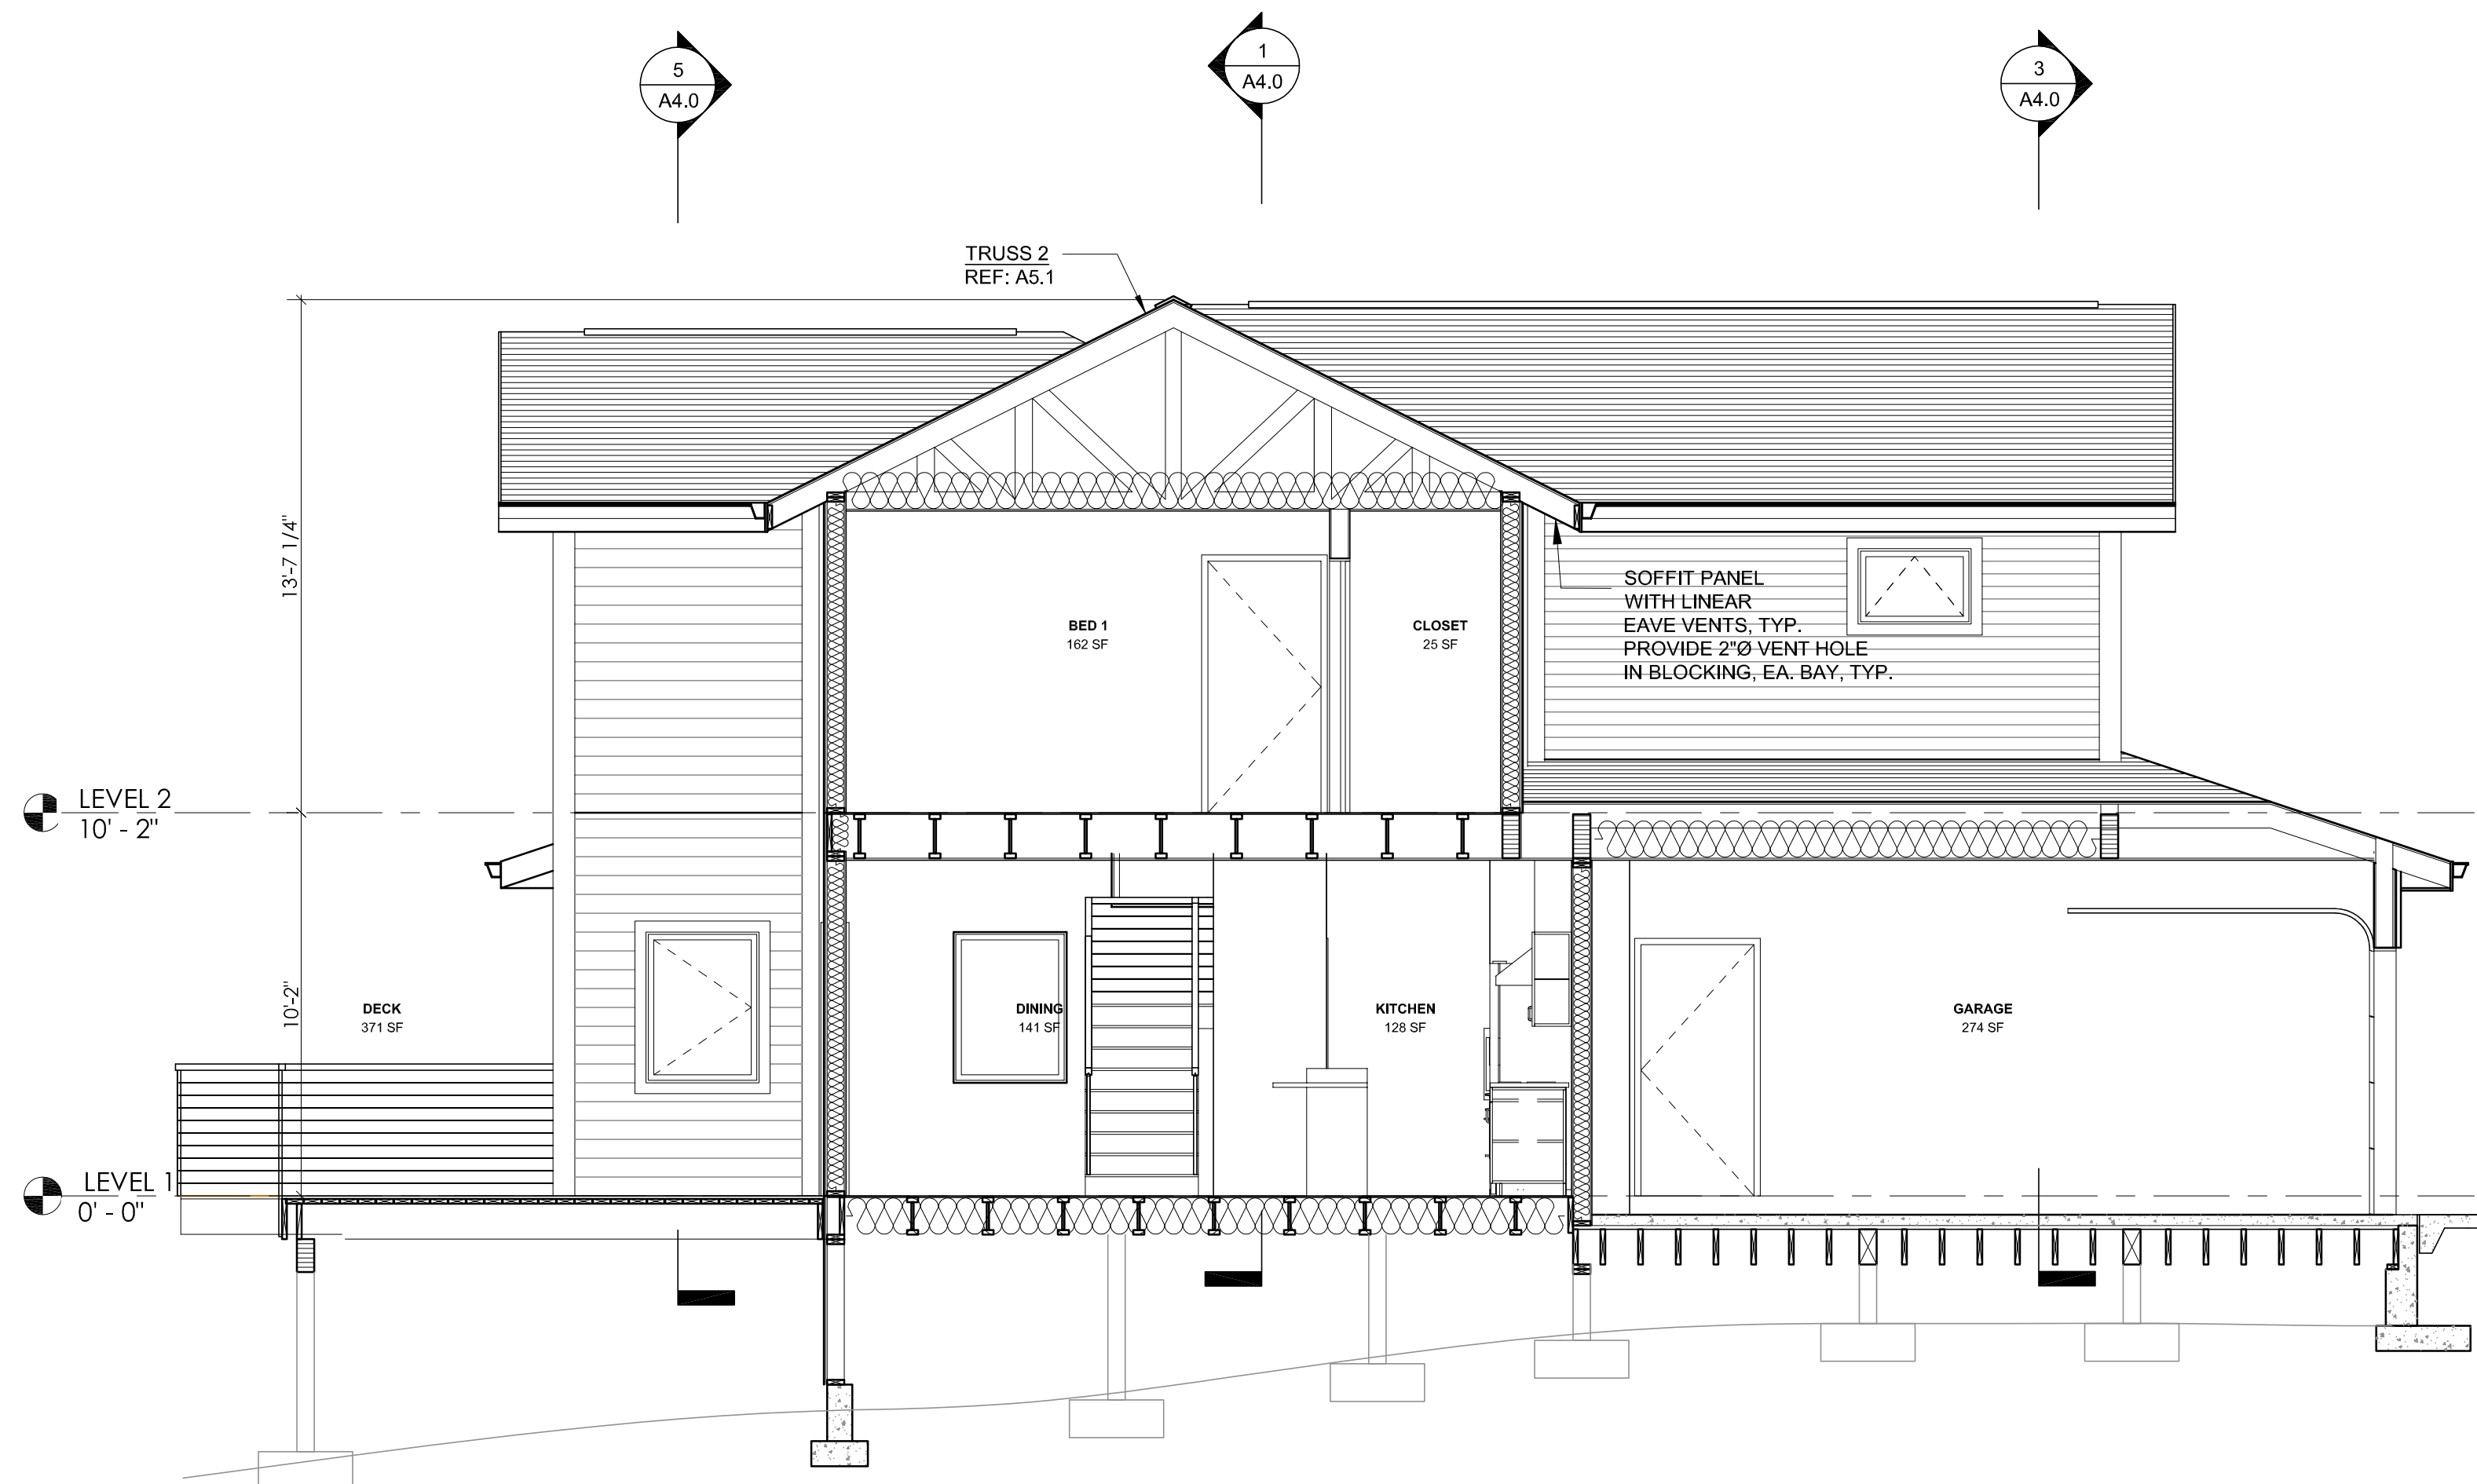 5
A4.0
1
A4.0
3
A4.0
TRUSS 2
REF: A5.1
13'-7 1/4"
SOFFIT PANEL
WITH LINEAR
EAVE VENTS, TYP.
PROVIDE 2"Ø VENT HOLE
IN BLOCKING, EA. BAY, TYP.
BED 1
162 SF
CLOSET
25 SF
LEVEL 2
10' - 2"
10'-2"
DECK
371 SF
DINING
141 SF
KITCHEN
128 SF
GARAGE
274 SF
LEVEL 1
0' - 0"